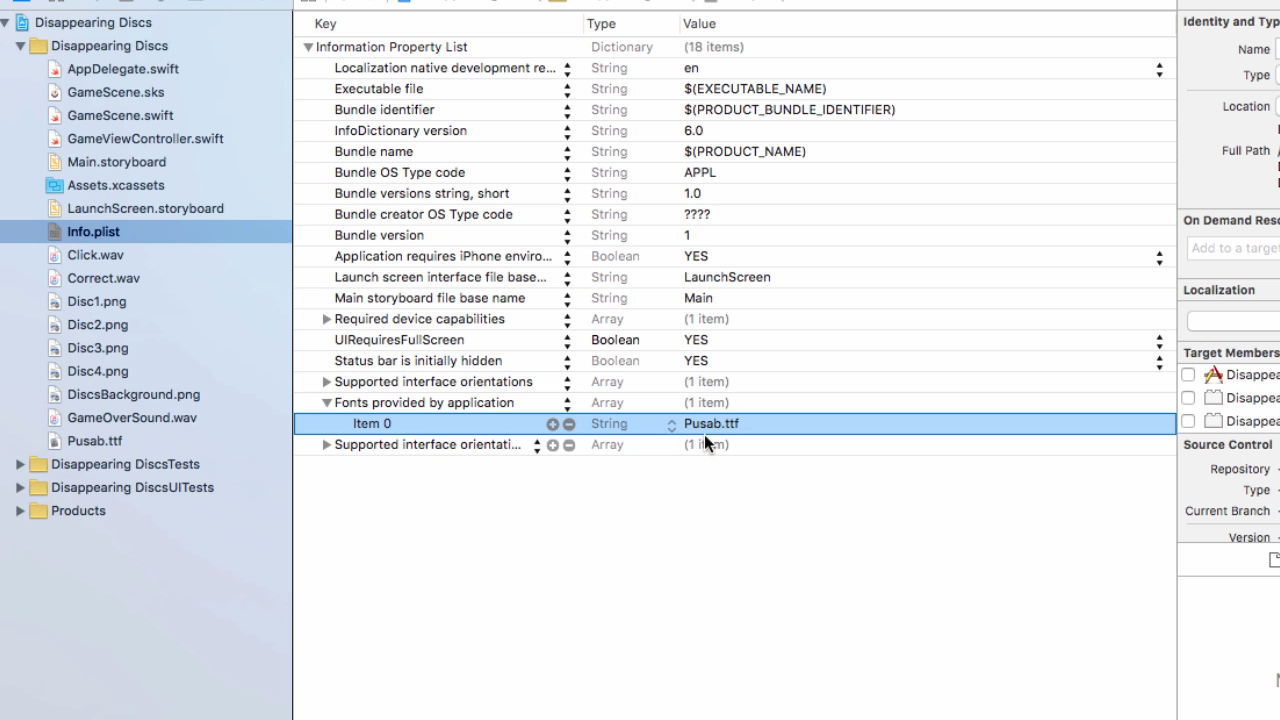 Disappearing Discs
Disappearing Discs
AppDelegate.swift
GameScene.sks
GameScene.swift
GameViewController.swift
Main.storyboard
Assets.xcassets
LaunchScreen.storyboard
Info.plist
Click.wav
Correct.wav
Disc1.png
Disc2.png
Disc3.png
Disc4.png
DiscsBackground.png
GameOverSound.wav
Pusab.ttf
Disappearing DiscsTests
Disappearing DiscsUITests
Products
Key Type Value
Information Property List Dictionary (18 items)
Localization native development re... String en
Executable file String $(EXECUTABLE_NAME)
Bundle identifier String $(PRODUCT_BUNDLE_IDENTIFIER)
InfoDictionary version String 6.0
Bundle name String $(PRODUCT_NAME)
Bundle OS Type code String APPL
Bundle versions string, short String 1.0
Bundle creator OS Type code String ????
Bundle version String 1
Application requires iPhone enviro... Boolean YES
Launch screen interface file base... String LaunchScreen
Main storyboard file base name String Main
Required device capabilities Array (1 item)
UIRequiresFullScreen Boolean YES
Status bar is initially hidden Boolean YES
Supported interface orientations Array (1 item)
Fonts provided by application Array (1 item)
Item 0 String Pusab.ttf
Supported interface orientati... Array (1 item)
Identity and Typ
Name
Type
Location
Full Path
On Demand Reso
Add to a target
Localization
Target Members
Disappea
Disappea
Disappea
Source Control
Repository
Type
Current Branch
Version